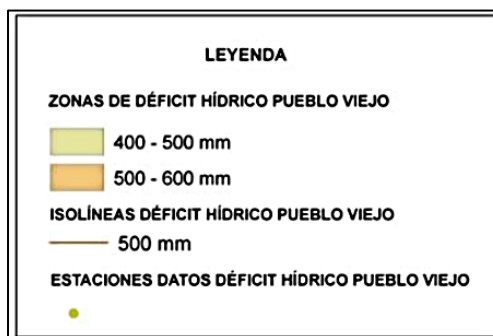 LEYENDA
ZONAS DE DÉFICIT HÍDRICO PUEBLO VIEJO
400 - 500 mm
500 - 600 mm
ISOLÍNEAS DÉFICIT HÍDRICO PUEBLO VIEJO
500 mm
ESTACIONES DATOS DÉFICIT HÍDRICO PUEBLO VIEJO